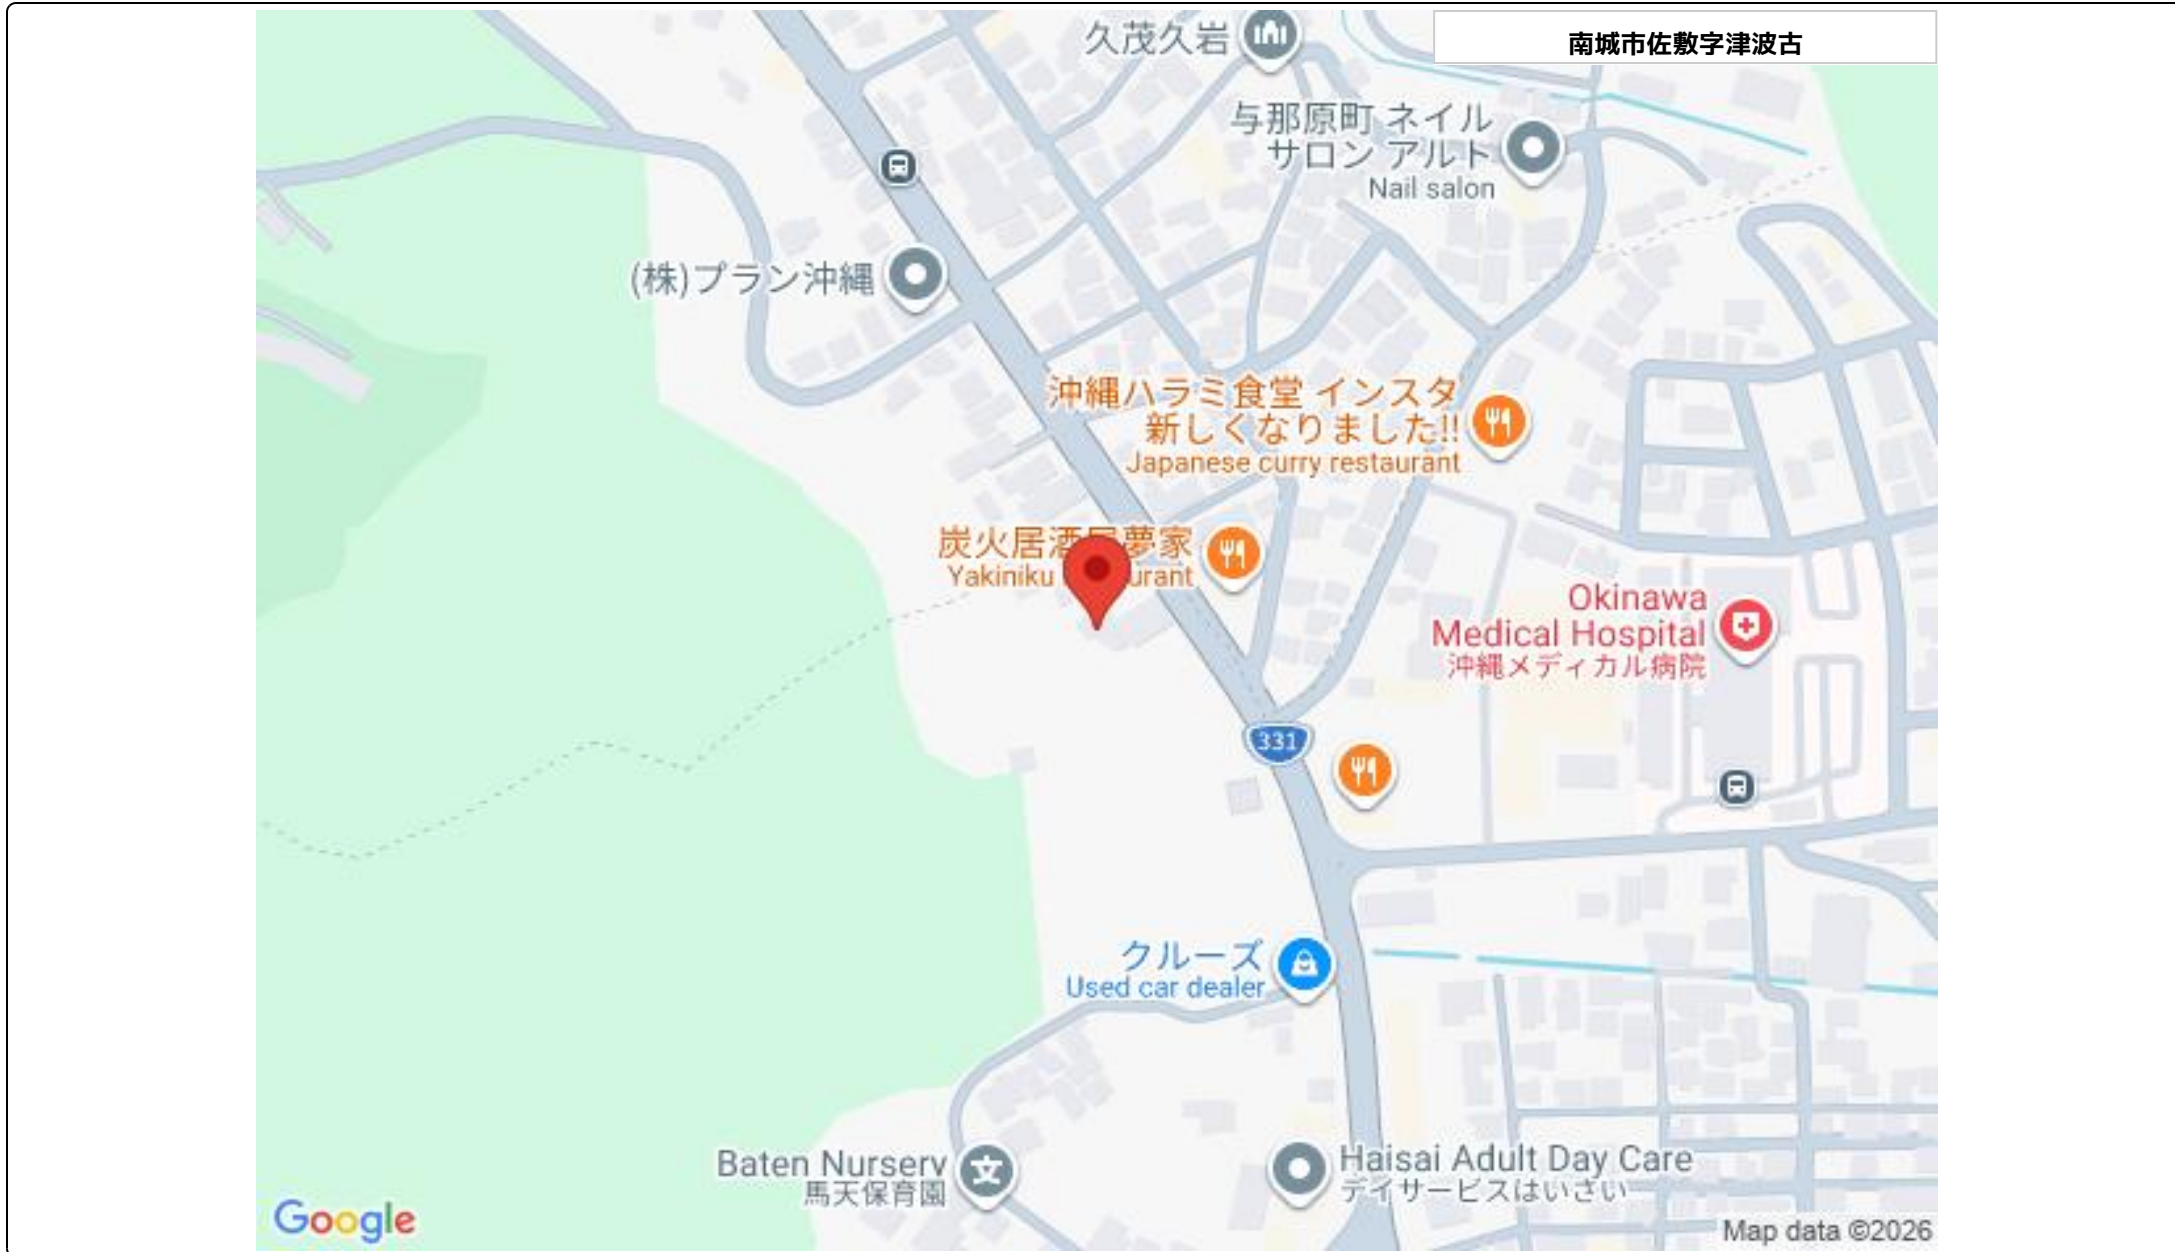 南城市佐敷字津波古
久茂久岩
与那原町 ネイル
サロン アルト
Nail salon
(株)プラン沖縄
沖縄ハラミ食堂 インスタ
新しくなりました!!
Japanese curry restaurant
炭火居酒 夢家
Yakiniku
Okinawa
Medical Hospital
沖縄メディカル病院
331
クルーズ
Used car dealer
Baten Nursery
馬天保育園
文
Haisai Adult Day Care
デイサービスはいさい
Google
Map data ©2026